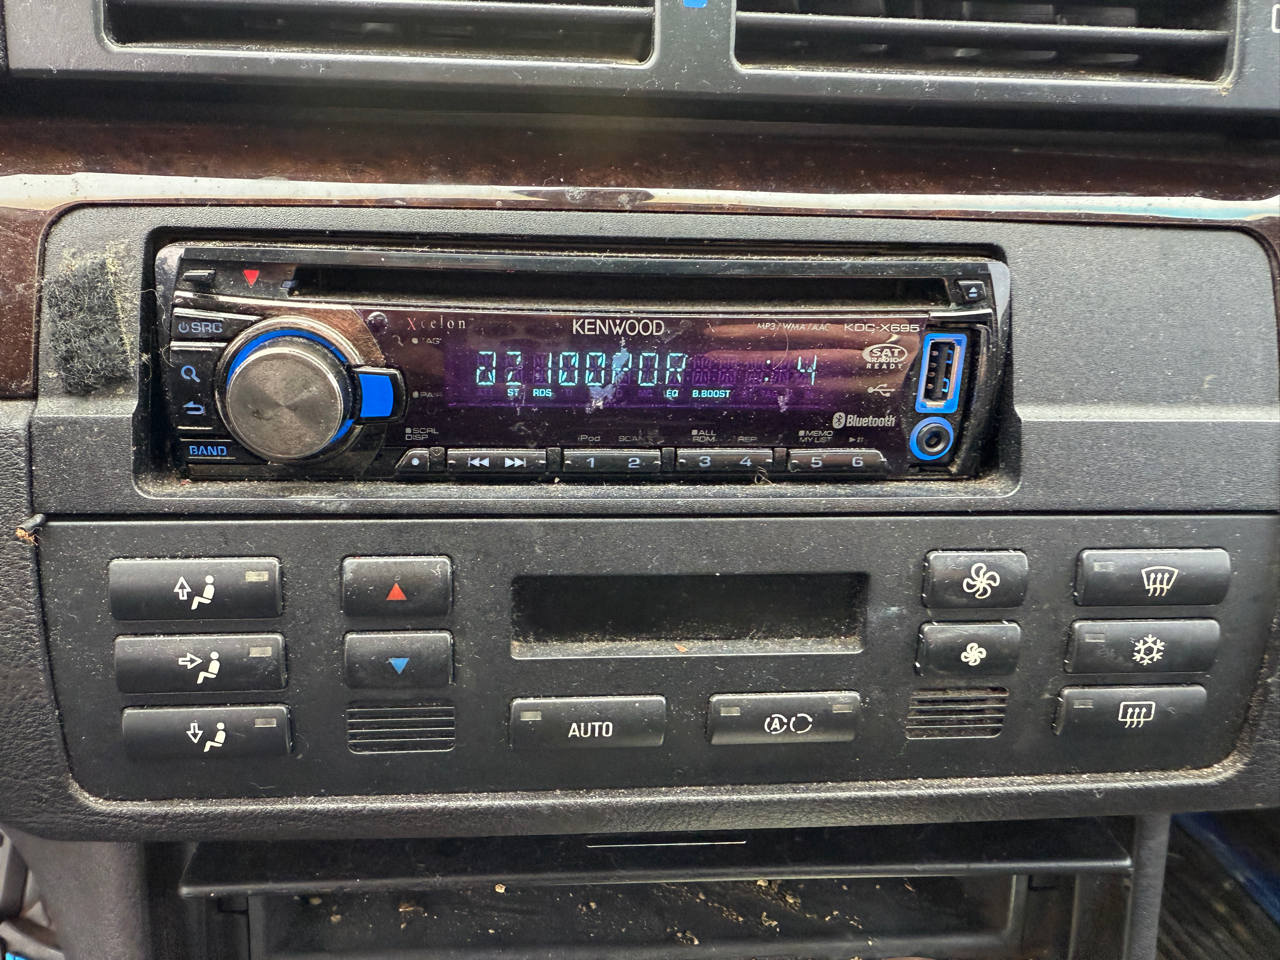 SRC
Xcelon
KENWOOD
MP3/WMA/AAC
KDC-X695
SAT
RADIO
READY
ST RDS EQ B.BOOST
Bluetooth
SCRL
DISP
iPod
SCAN
ALL
RDM
REP
MEMO
MY LIST
BAND
1 2 3 4 5 6
AUTO
A